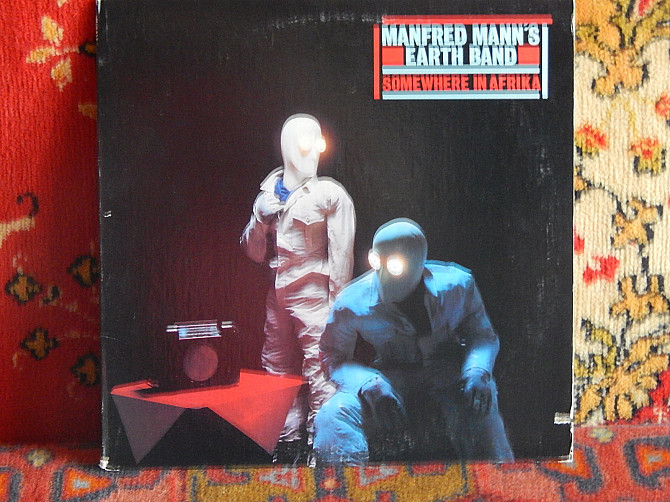 MANFRED MANN'S
EARTH BAND
SOMEWHERE IN AFRIKA